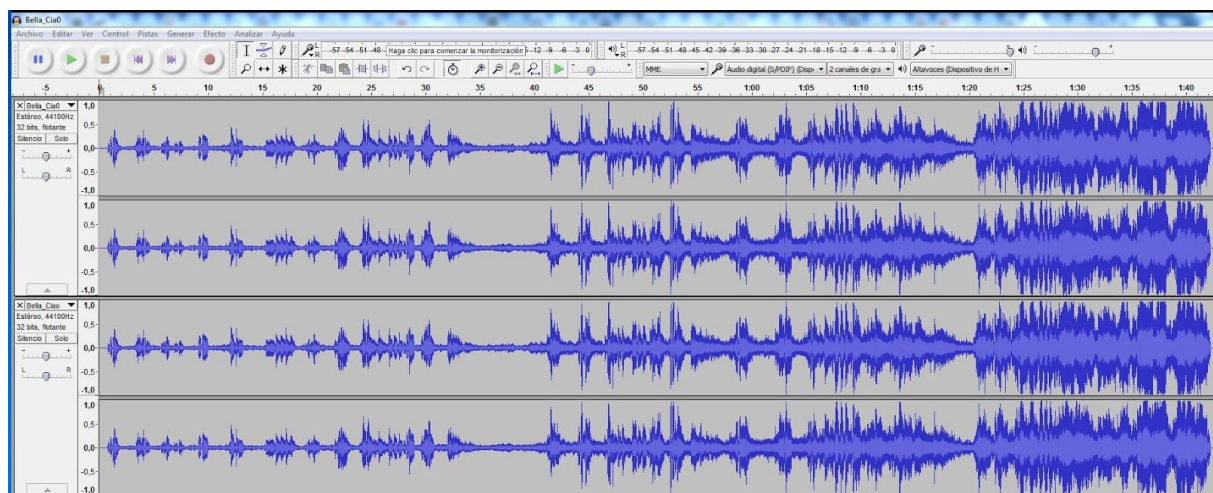 Bella_Cia0
Archivo Editar Ver Control Pistas Generar Efecto Analizar Ayuda
L R -57 -54 -51 -48 Haga clic para comenzar la monitorización -12 -9 -6 -3 0 L R -57 -54 -51 -48 -45 -42 -39 -36 -33 -30 -27 -24 -21 -18 -15 -12 -9 -6 -3 0
MME Audio digital (S/PDIF) (Disp 2 canales de gra Altavoces (Dispositivo de H
-5 0 5 10 15 20 25 30 35 40 45 50 55 1:00 1:05 1:10 1:15 1:20 1:25 1:30 1:35 1:40
Bella_Cia0 1,0
Estéreo, 44100Hz
32 bits, flotante 0,5
Silencio Solo
- + 0,0
L R -0,5
-1,0
1,0
0,5
0,0
-0,5
-1,0
Bella_Ciao 1,0
Estéreo, 44100Hz
32 bits, flotante 0,5
Silencio Solo
- + 0,0
L R -0,5
-1,0
1,0
0,5
0,0
-0,5
-1,0